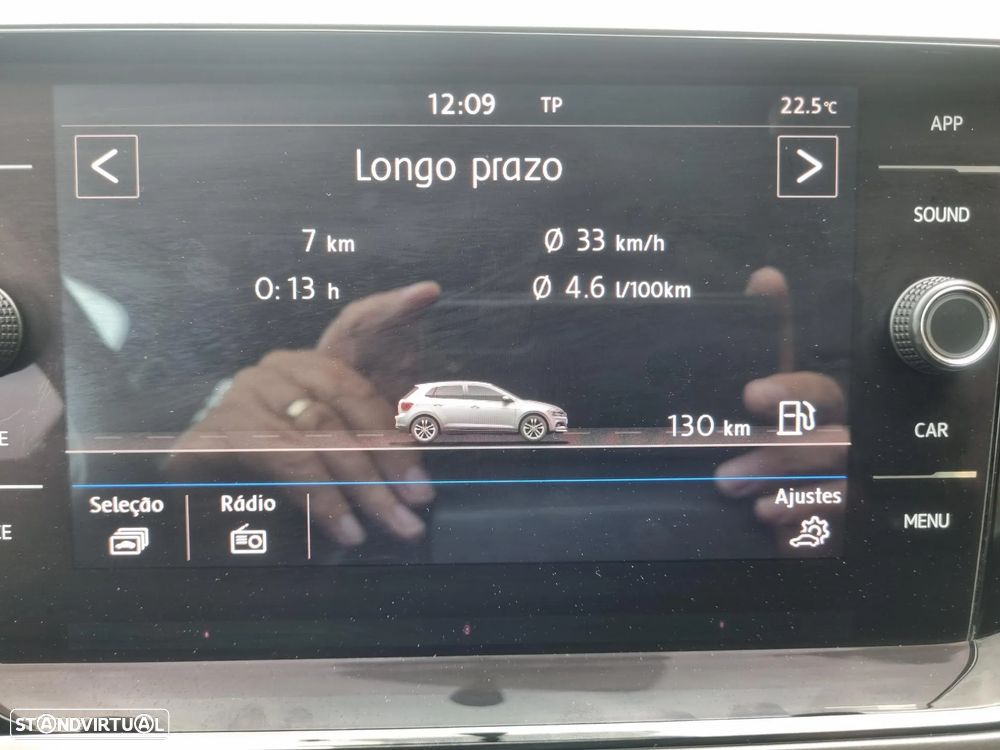 12:09 TP 22.5°C
APP
< Longo prazo >
SOUND
7 km Ø 33 km/h
0:13 h Ø 4.6 l/100km
130 km
CAR
E
Seleção Rádio Ajustes
MENU
CE
STANDVIRTUAL